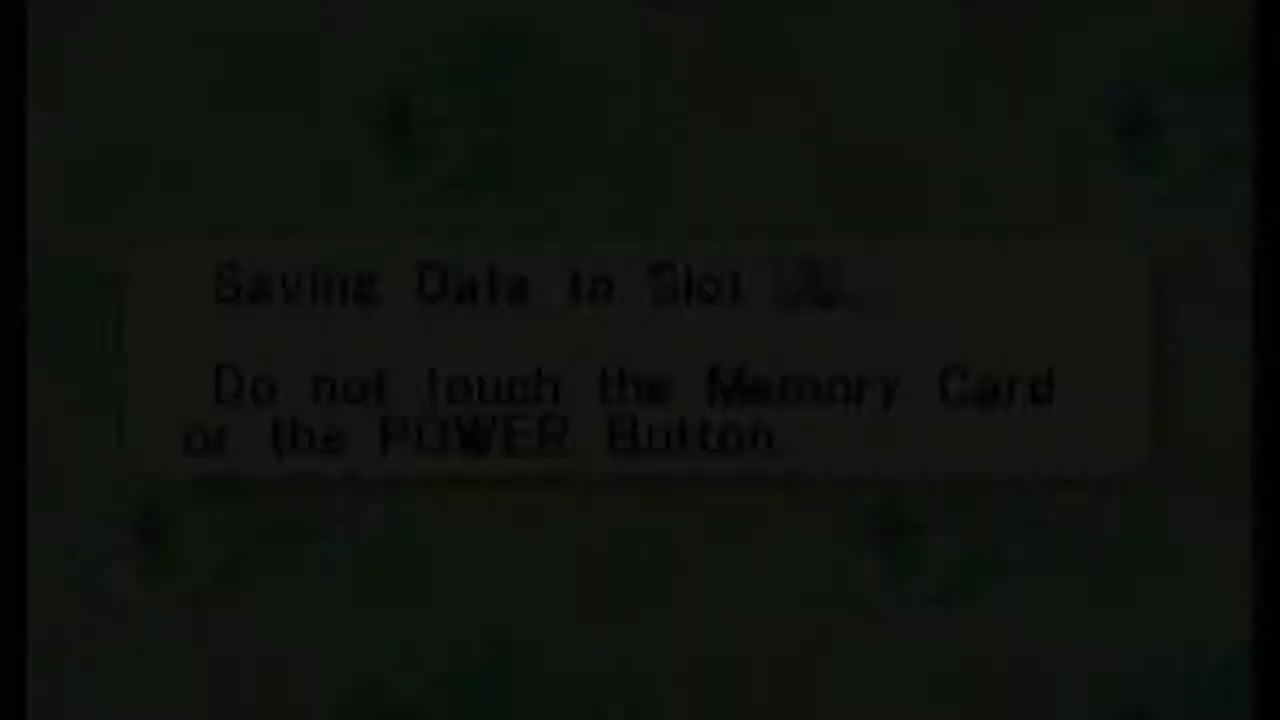 Saving Data to Slot
Do not touch the Memory Card
or the POWER Button.